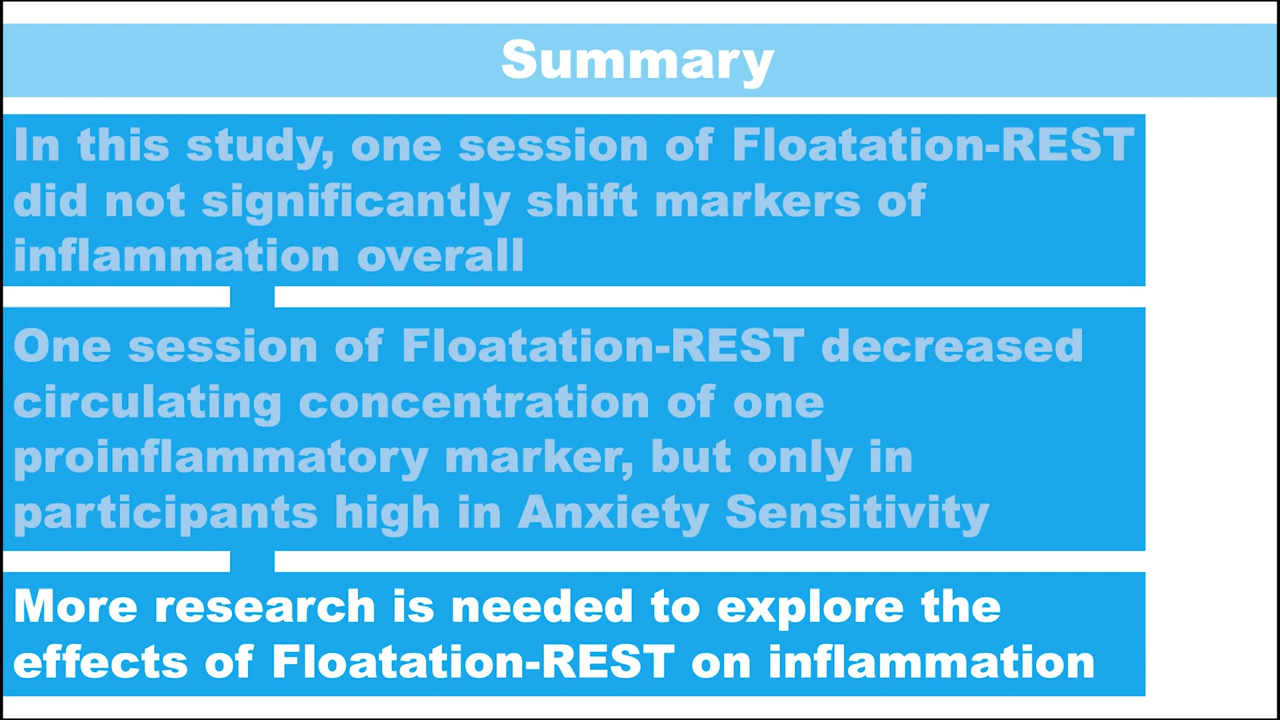 Summary
In this study, one session of Floatation-REST
did not significantly shift markers of
inflammation overall
One session of Floatation-REST decreased
circulating concentration of one
proinflammatory marker, but only in
participants high in Anxiety Sensitivity
More research is needed to explore the
effects of Floatation-REST on inflammation